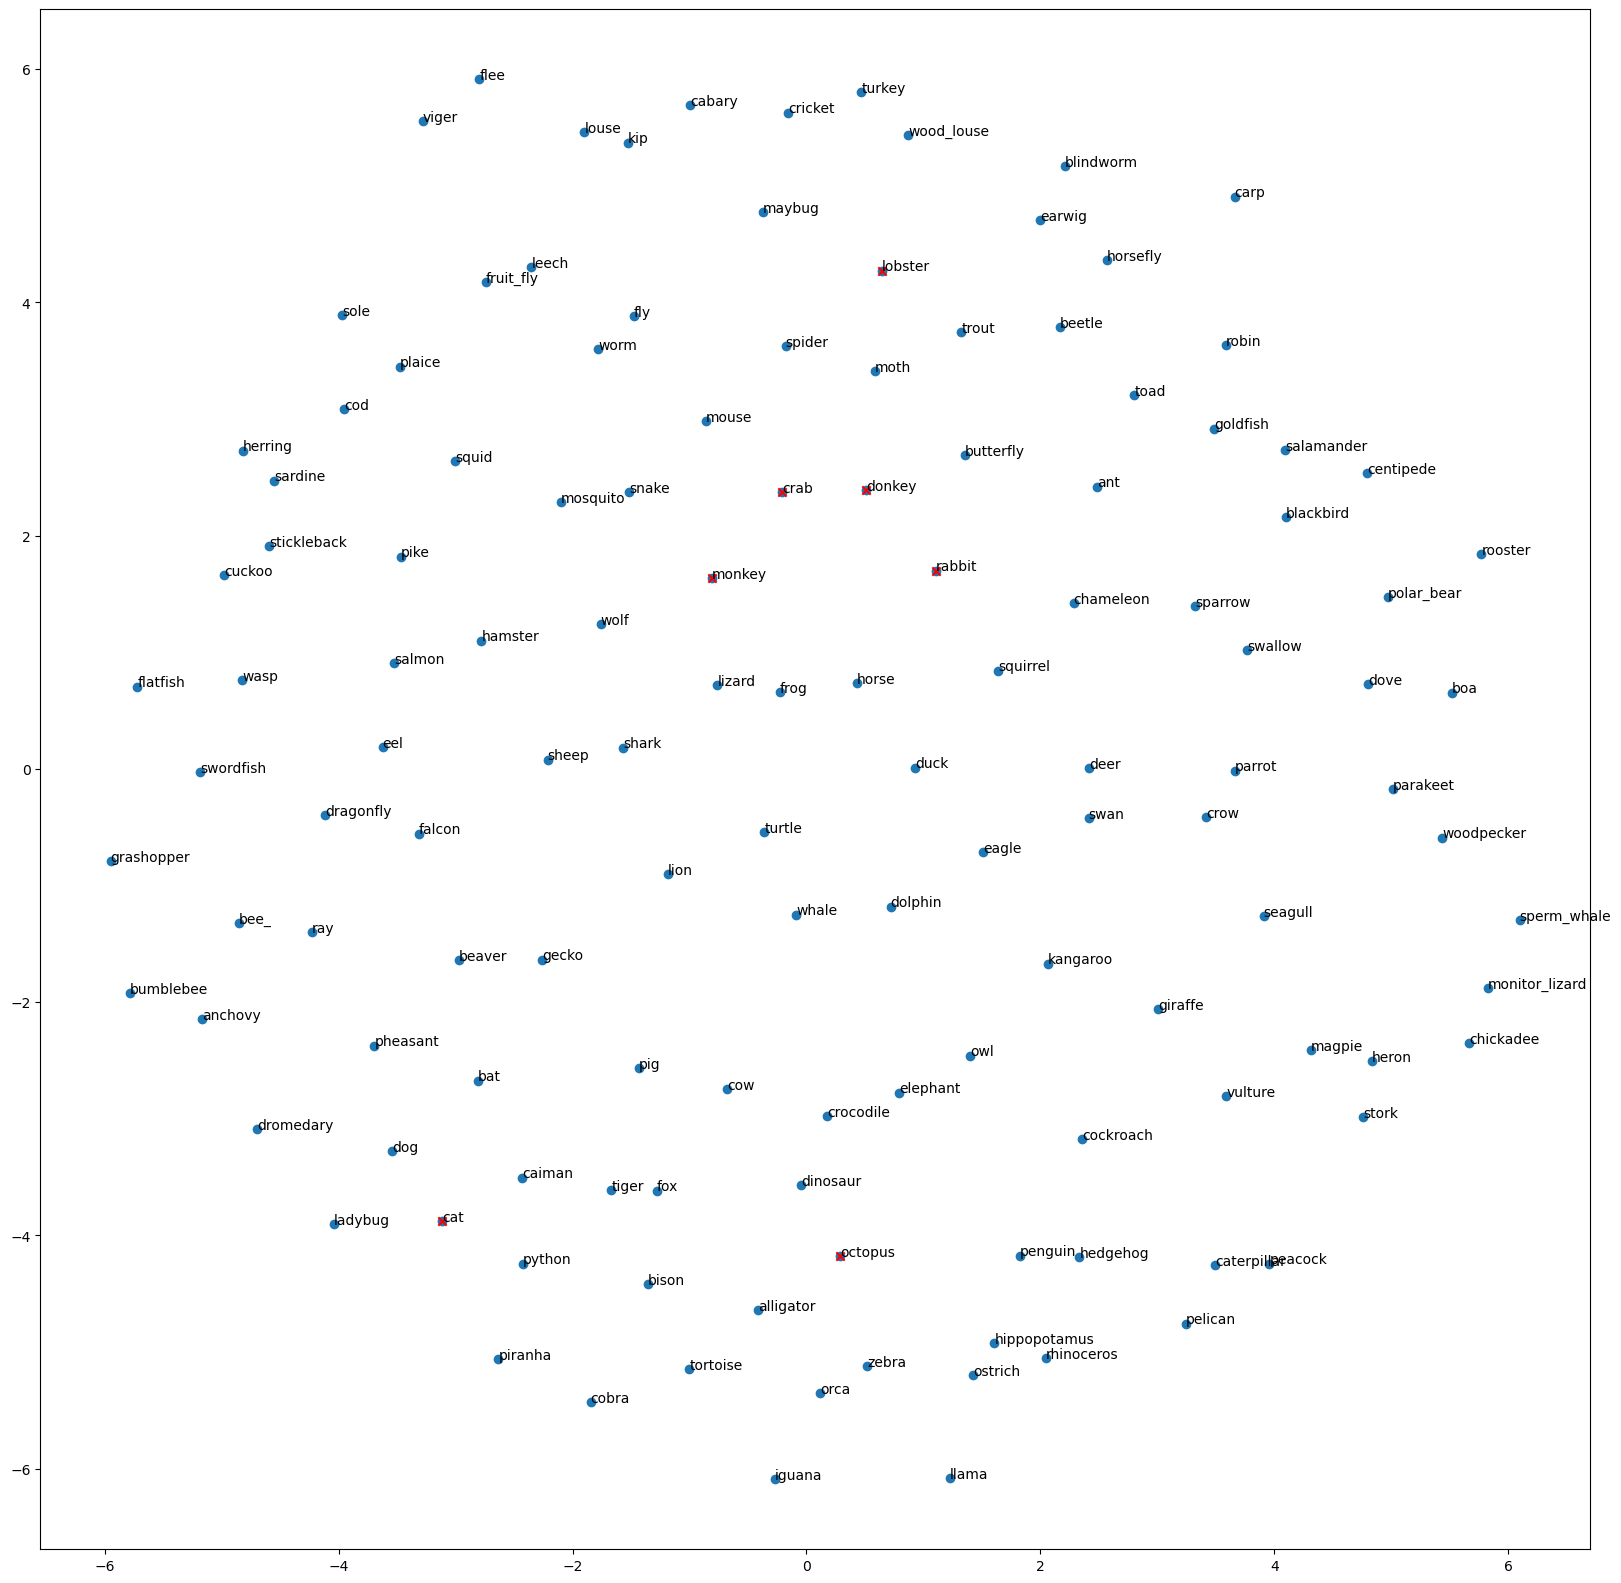 flee
turkey
cabary
cricket
6
viger
louse
wood_louse
kip
blindworm
carp
maybug
earwig
horsefly
leech
lobster
fruit_fly
4
sole
fly
trout
beetle
worm
spider
robin
plaice
moth
toad
cod
mouse
goldfish
herring
salamander
squid
butterfly
centipede
sardine
mosquito
snake
crab
donkey
ant
blackbird
2
stickleback
pike
rooster
cuckoo
monkey
rabbit
polar_bear
chameleon
sparrow
wolf
hamster
swallow
salmon
squirrel
flatfish
wasp
lizard
frog
horse
dove
boa
eel
shark
sheep
0
swordfish
duck
deer
parrot
parakeet
dragonfly
falcon
turtle
swan
crow
woodpecker
grashopper
eagle
lion
bee_
ray
whale
dolphin
seagull
sperm_whale
beaver
gecko
kangaroo
−2
bumblebee
monitor_lizard
anchovy
giraffe
pheasant
chickadee
bat
pig
owl
magpie
heron
cow
elephant
vulture
dromedary
crocodile
stork
dog
cockroach
caiman
tiger
fox
dinosaur
−4
ladybug
cat
python
octopus
penguin
hedgehog
caterpillar
peacock
bison
alligator
pelican
piranha
tortoise
zebra
hippopotamus
rhinoceros
ostrich
cobra
orca
−6
iguana
llama
−6 −4 −2 0 2 4 6